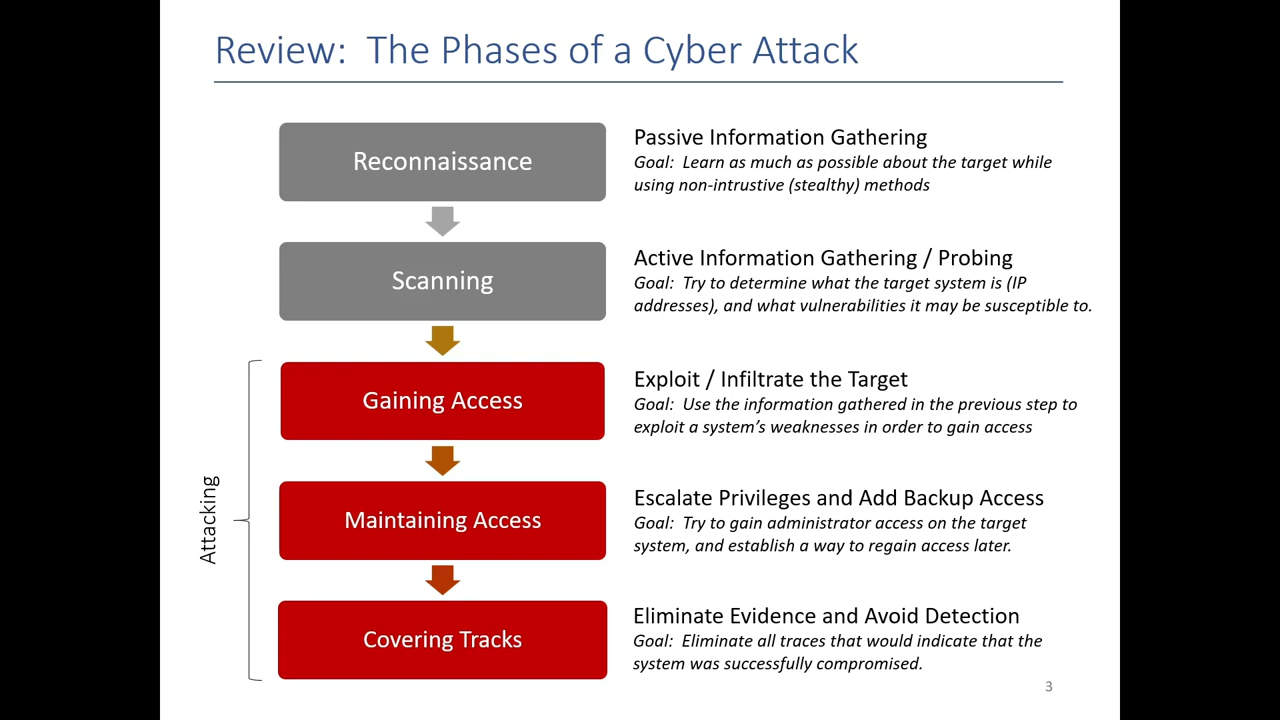 Review:  The Phases of a Cyber Attack
Reconnaissance
Passive Information Gathering
Goal:  Learn as much as possible about the target while
using non-intrustive (stealthy) methods
Scanning
Active Information Gathering / Probing
Goal:  Try to determine what the target system is (IP
addresses), and what vulnerabilities it may be susceptible to.
Attacking
Gaining Access
Exploit / Infiltrate the Target
Goal:  Use the information gathered in the previous step to
exploit a system’s weaknesses in order to gain access
Maintaining Access
Escalate Privileges and Add Backup Access
Goal:  Try to gain administrator access on the target
system, and establish a way to regain access later.
Covering Tracks
Eliminate Evidence and Avoid Detection
Goal:  Eliminate all traces that would indicate that the
system was successfully compromised.
3